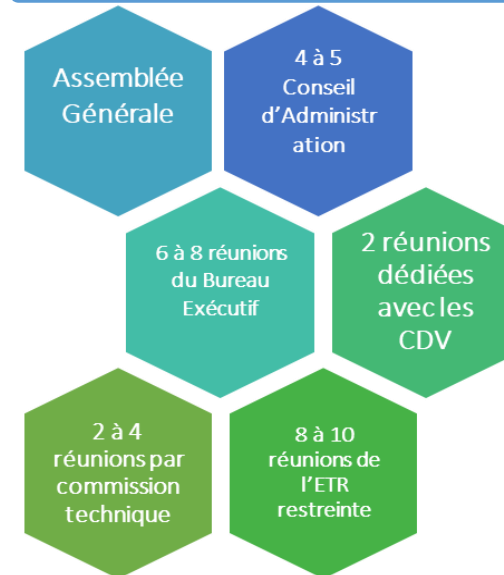 Assemblée
Générale
4 à 5
Conseil
d’Administr
ation
6 à 8 réunions
du Bureau
Exécutif
2 réunions
dédiées
avec les
CDV
2 à 4
réunions par
commission
technique
8 à 10
réunions de
l’ETR
restreinte